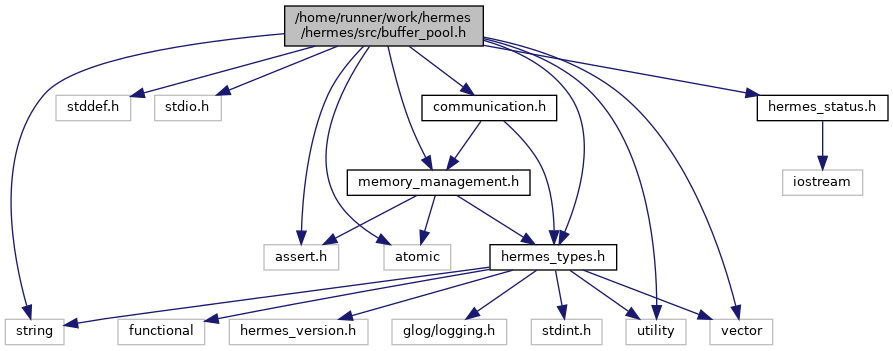 /home/runner/work/hermes
/hermes/src/buffer_pool.h
stddef.h
stdio.h
communication.h
hermes_status.h
memory_management.h
iostream
assert.h
atomic
hermes_types.h
string
functional
hermes_version.h
glog/logging.h
stdint.h
utility
vector